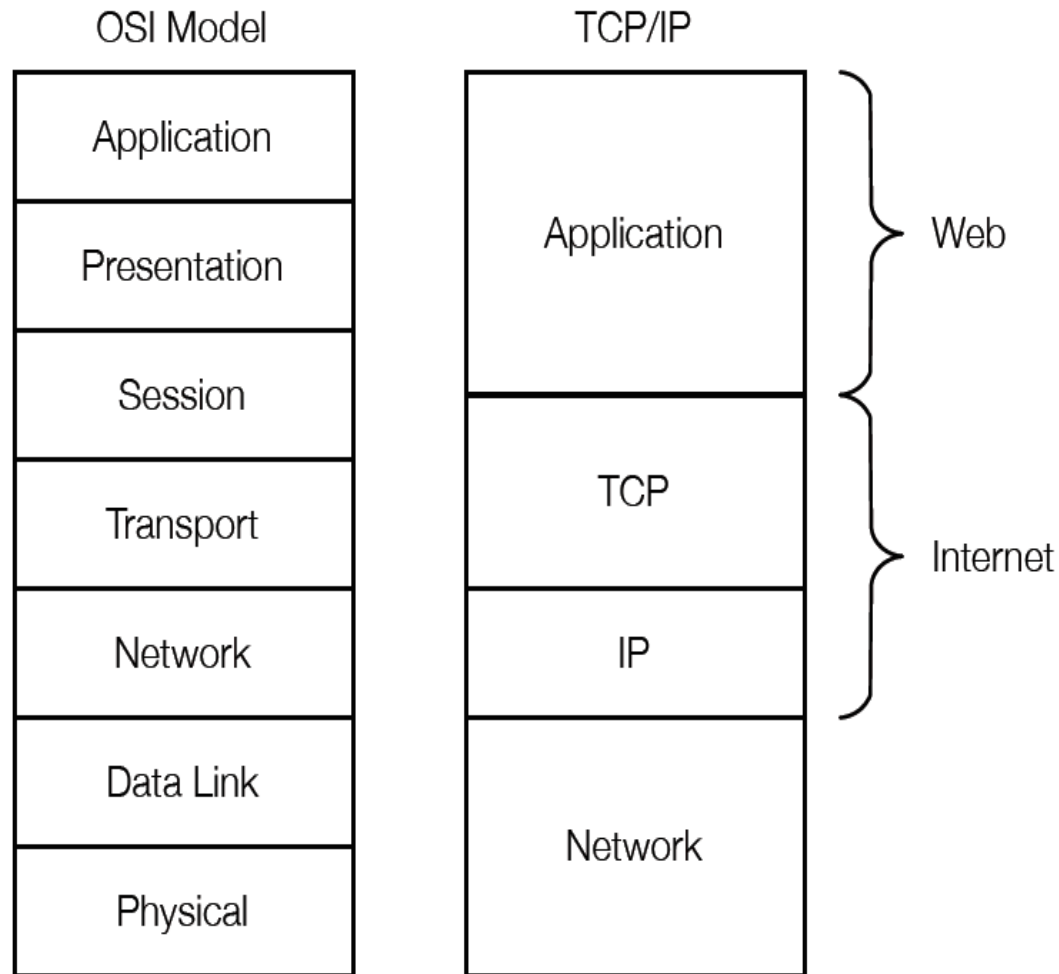 OSI Model
Application
Presentation
Session
Transport
Network
Data Link
Physical
TCP/IP
Application
TCP
IP
Network
Web
Internet